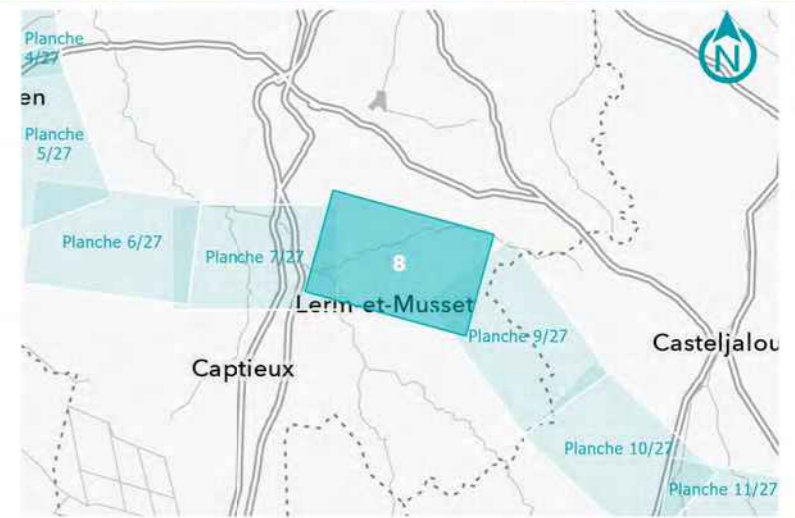 Planche
4/27
N
en
Planche
5/27
Planche 6/27
Planche 7/27
8
Lerm-et-Musset
Planche 9/27
Captieux
Casteljalou
Planche 10/27
Planche 11/27